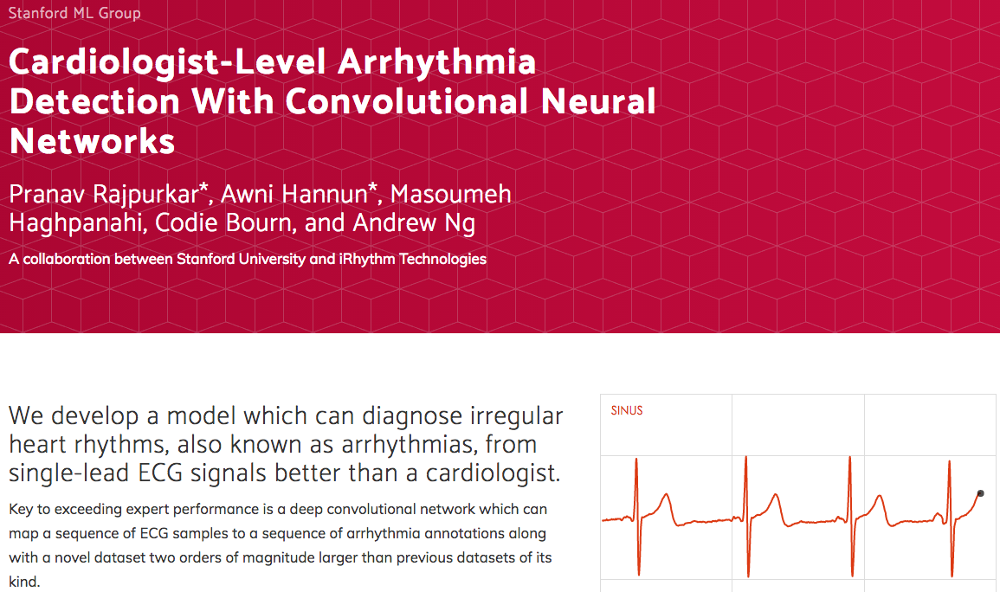 Stanford ML Group
Cardiologist-Level Arrhythmia
Detection With Convolutional Neural
Networks
Pranav Rajpurkar*, Awni Hannun*, Masoumeh
Haghpanahi, Codie Bourn, and Andrew Ng
A collaboration between Stanford University and iRhythm Technologies
We develop a model which can diagnose irregular
heart rhythms, also known as arrhythmias, from
single-lead ECG signals better than a cardiologist.
Key to exceeding expert performance is a deep convolutional network which can
map a sequence of ECG samples to a sequence of arrhythmia annotations along
with a novel dataset two orders of magnitude larger than previous datasets of its
kind.
SINUS